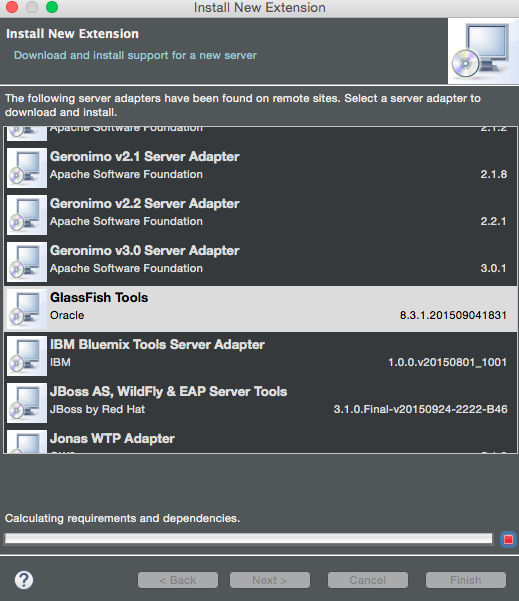 Install New Extension
Install New Extension
Download and install support for a new server
The following server adapters have been found on remote sites. Select a server adapter to
download and install.
Apache Software Foundation 2.1.2
Geronimo v2.1 Server Adapter
Apache Software Foundation 2.1.8
Geronimo v2.2 Server Adapter
Apache Software Foundation 2.2.1
Geronimo v3.0 Server Adapter
Apache Software Foundation 3.0.1
GlassFish Tools
Oracle 8.3.1.201509041831
IBM Bluemix Tools Server Adapter
IBM 1.0.0.v20150801_1001
JBoss AS, WildFly & EAP Server Tools
JBoss by Red Hat 3.1.0.Final-v20150924-2222-B46
Jonas WTP Adapter
Calculating requirements and dependencies.
?
< Back
Next >
Cancel
Finish